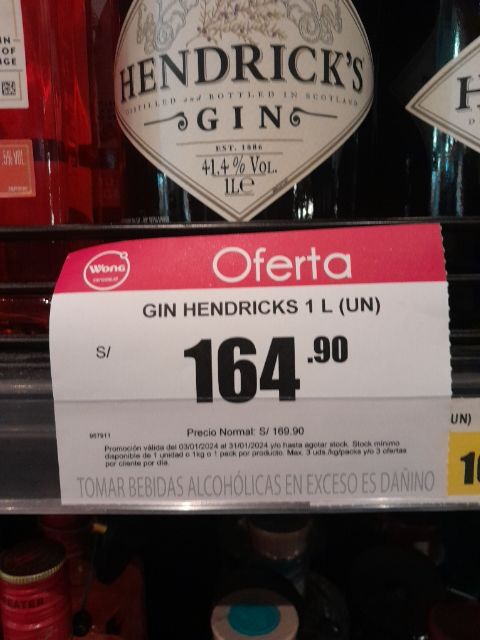 HENDRICK'S
DISTILLED and BOTTLED IN SCOTLAND
GIN
EST. 1886
41.4% VOL.
1Le
H
5% VOL
Wong
Oferta
GIN HENDRICKS 1 L (UN)
S/ 164.90
Precio Normal: S/ 169.90
967911
Promoción válida del 03/01/2024 al 31/01/2024 y/o hasta agotar stock. Stock mínimo
disponible de 1 unidad o 1kg o 1 pack por producto. Max. 3 uds./kg/packs y/o 3 ofertas
por cliente por día.
TOMAR BEBIDAS ALCOHÓLICAS EN EXCESO ES DAÑINO
UN)